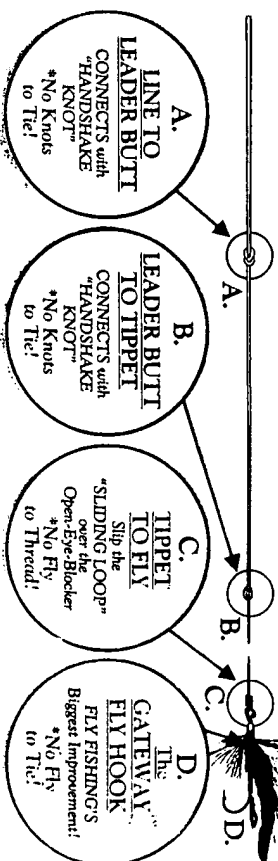 A.
LINE TO
LEADER BUTT
CONNECTS with
"HANDSHAKE
KNOT"
*No Knots
to Tie!
B.
LEADER BUTT
TO TIPPET
CONNECTS with
"HANDSHAKE
KNOT"
*No Knots
to Tie!
C.
TIPPET
TO FLY
Slip the
"SLIDING LOOP"
over the
Open-Eye-Blocker
*No Fly
to Thread!
D.
The
GATEWAY
FLY HOOK
FLY FISHING'S
Biggest Improvement!
*No Fly
to Tie!
A.
B.
C.
D.